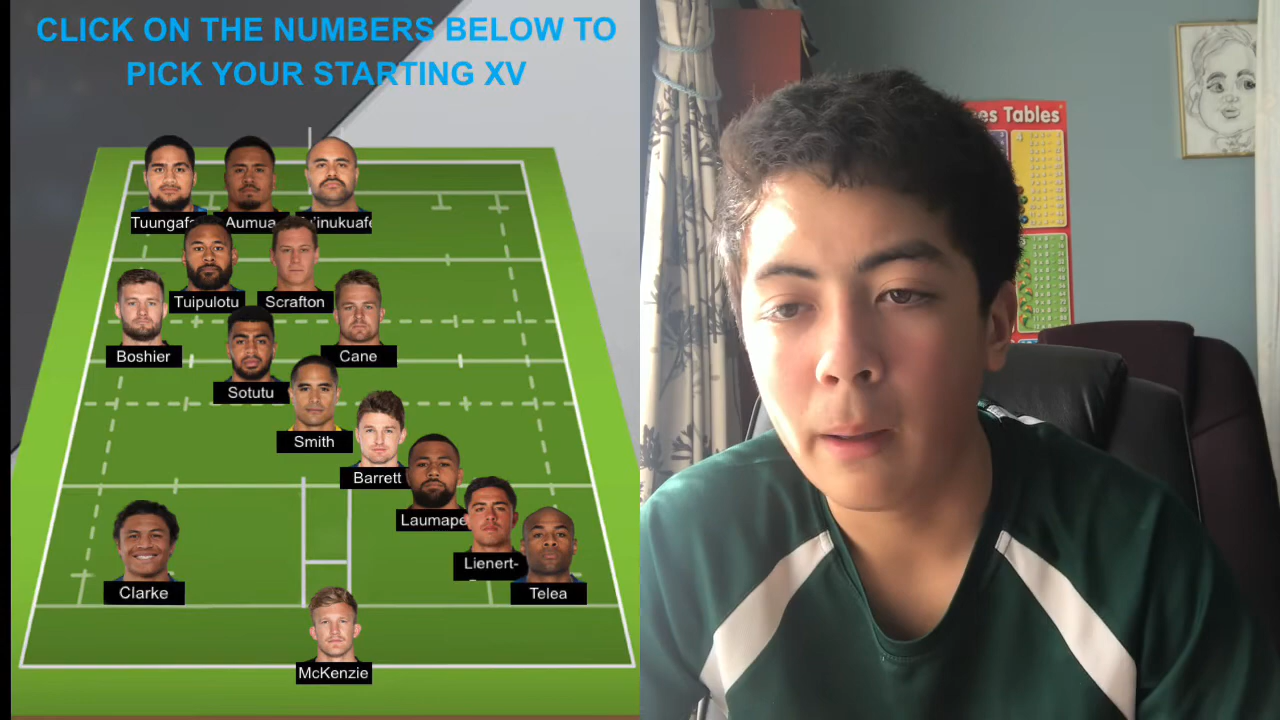 CLICK ON THE NUMBERS BELOW TO
PICK YOUR STARTING XV
Aumua
Tuipulotu
Scrafton
Boshier
Cane
Sotutu
Smith
Barrett
Laumape
Lienert-
Clarke
Telea
McKenzie
es Tables